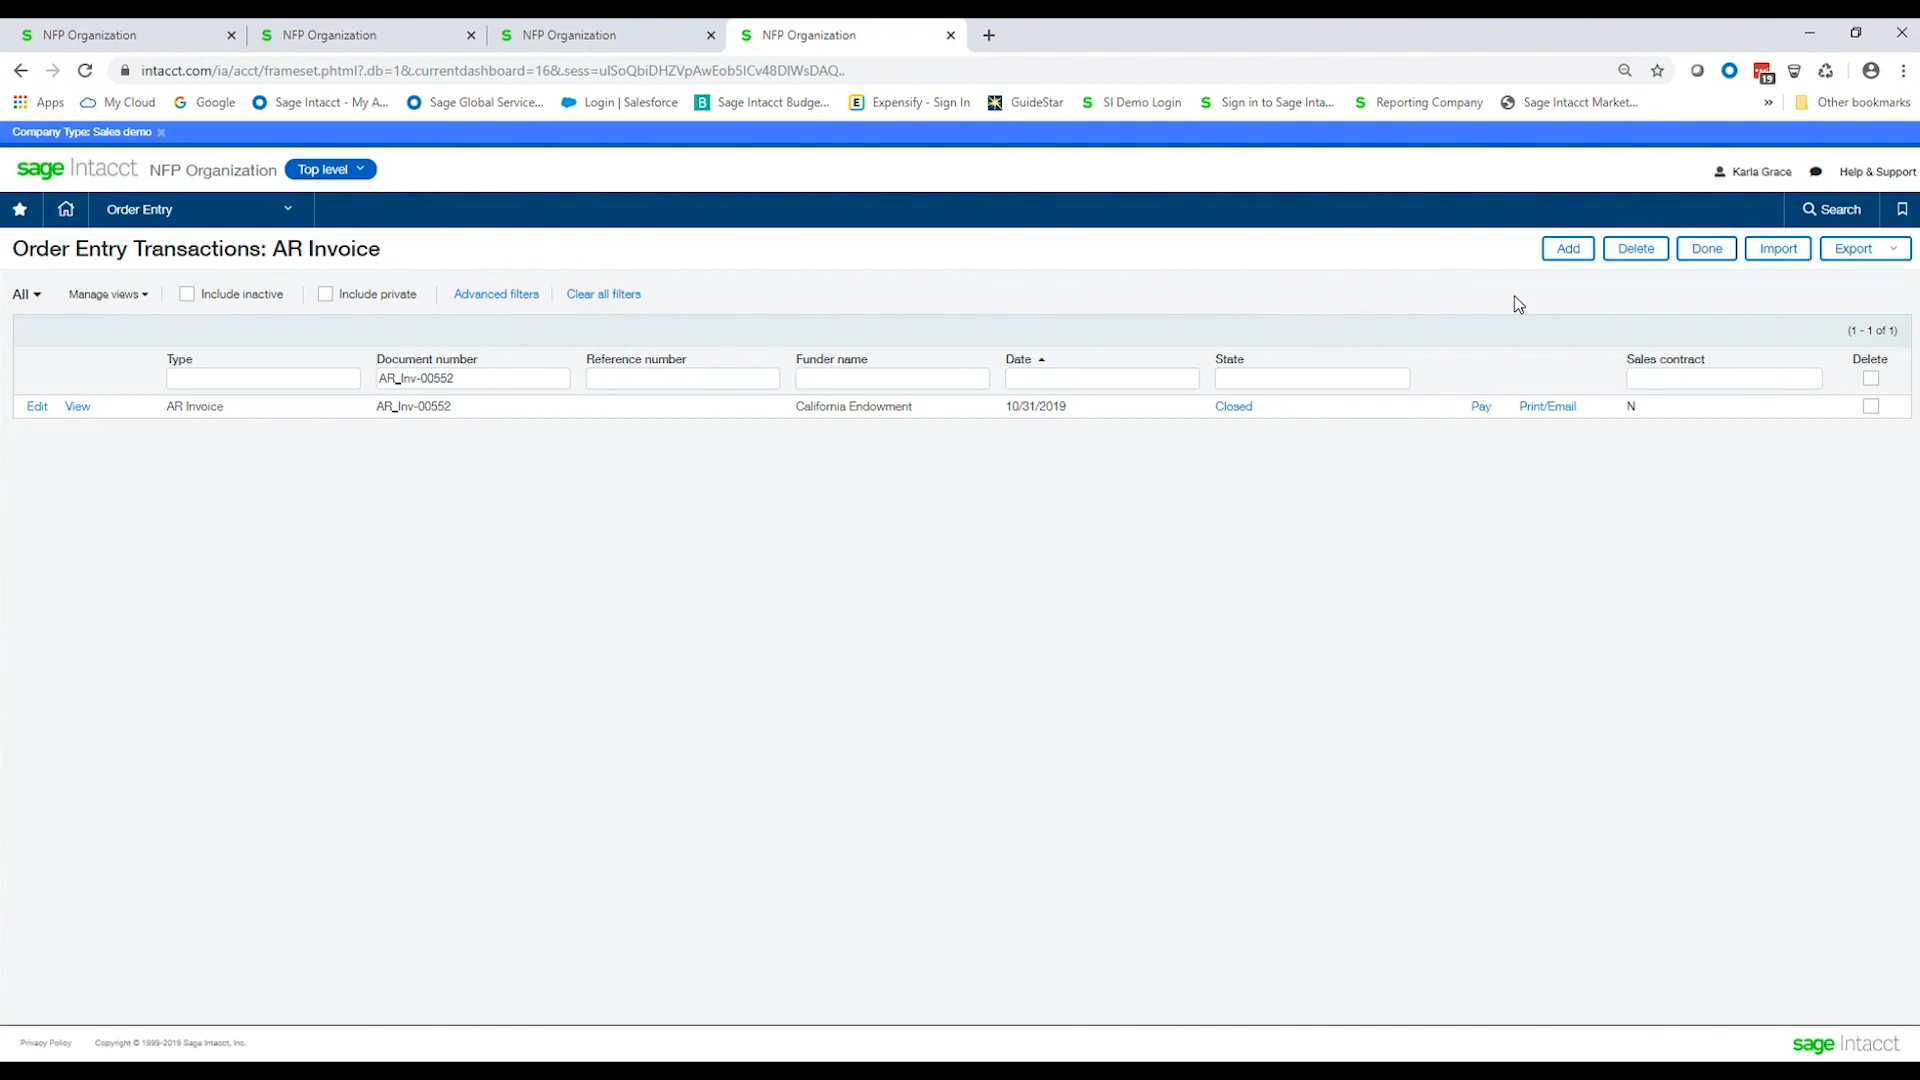 NFP Organization NFP Organization NFP Organization NFP Organization
intacct.com/ia/acct/frameset.phtml?.db=1&.currentdashboard=16&.sess=ulSoQbiDHZVpAwEob5ICv48DIWsDAQ..
19
Apps My Cloud Google Sage Intacct - My A... Sage Global Service... Login | Salesforce Sage Intacct Budge... Expensify - Sign In GuideStar SI Demo Login Sign in to Sage Inta... Reporting Company Sage Intacct Market... » Other bookmarks
Company Type: Sales demo
sage Intacct NFP Organization Top level Karla Grace Help & Support
Order Entry Search
Order Entry Transactions: AR Invoice Add Delete Done Import Export
All Manage views Include inactive Include private Advanced filters Clear all filters
(1 - 1 of 1)
Type Document number Reference number Funder name Date State Sales contract Delete
AR_Inv-00552
Edit View AR Invoice AR_Inv-00552 California Endowment 10/31/2019 Closed Pay Print/Email N
Privacy Policy Copyright © 1999-2019 Sage Intacct, Inc. sage Intacct